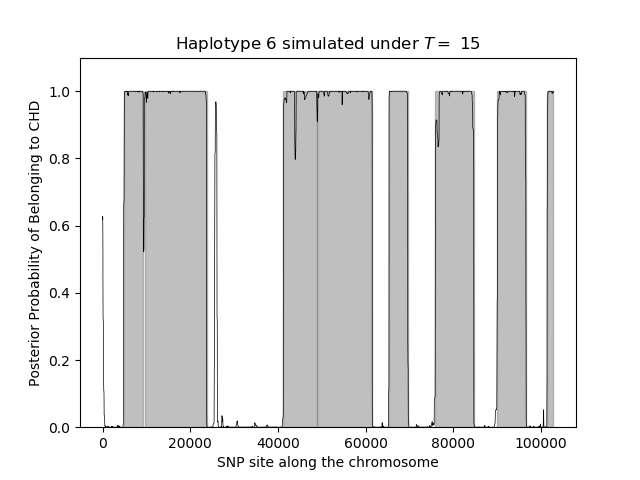 Haplotype 6 simulated under T = 15
Posterior Probability of Belonging to CHD
1.0
0.8
0.6
0.4
0.2
0.0
0 20000 40000 60000 80000 100000
SNP site along the chromosome